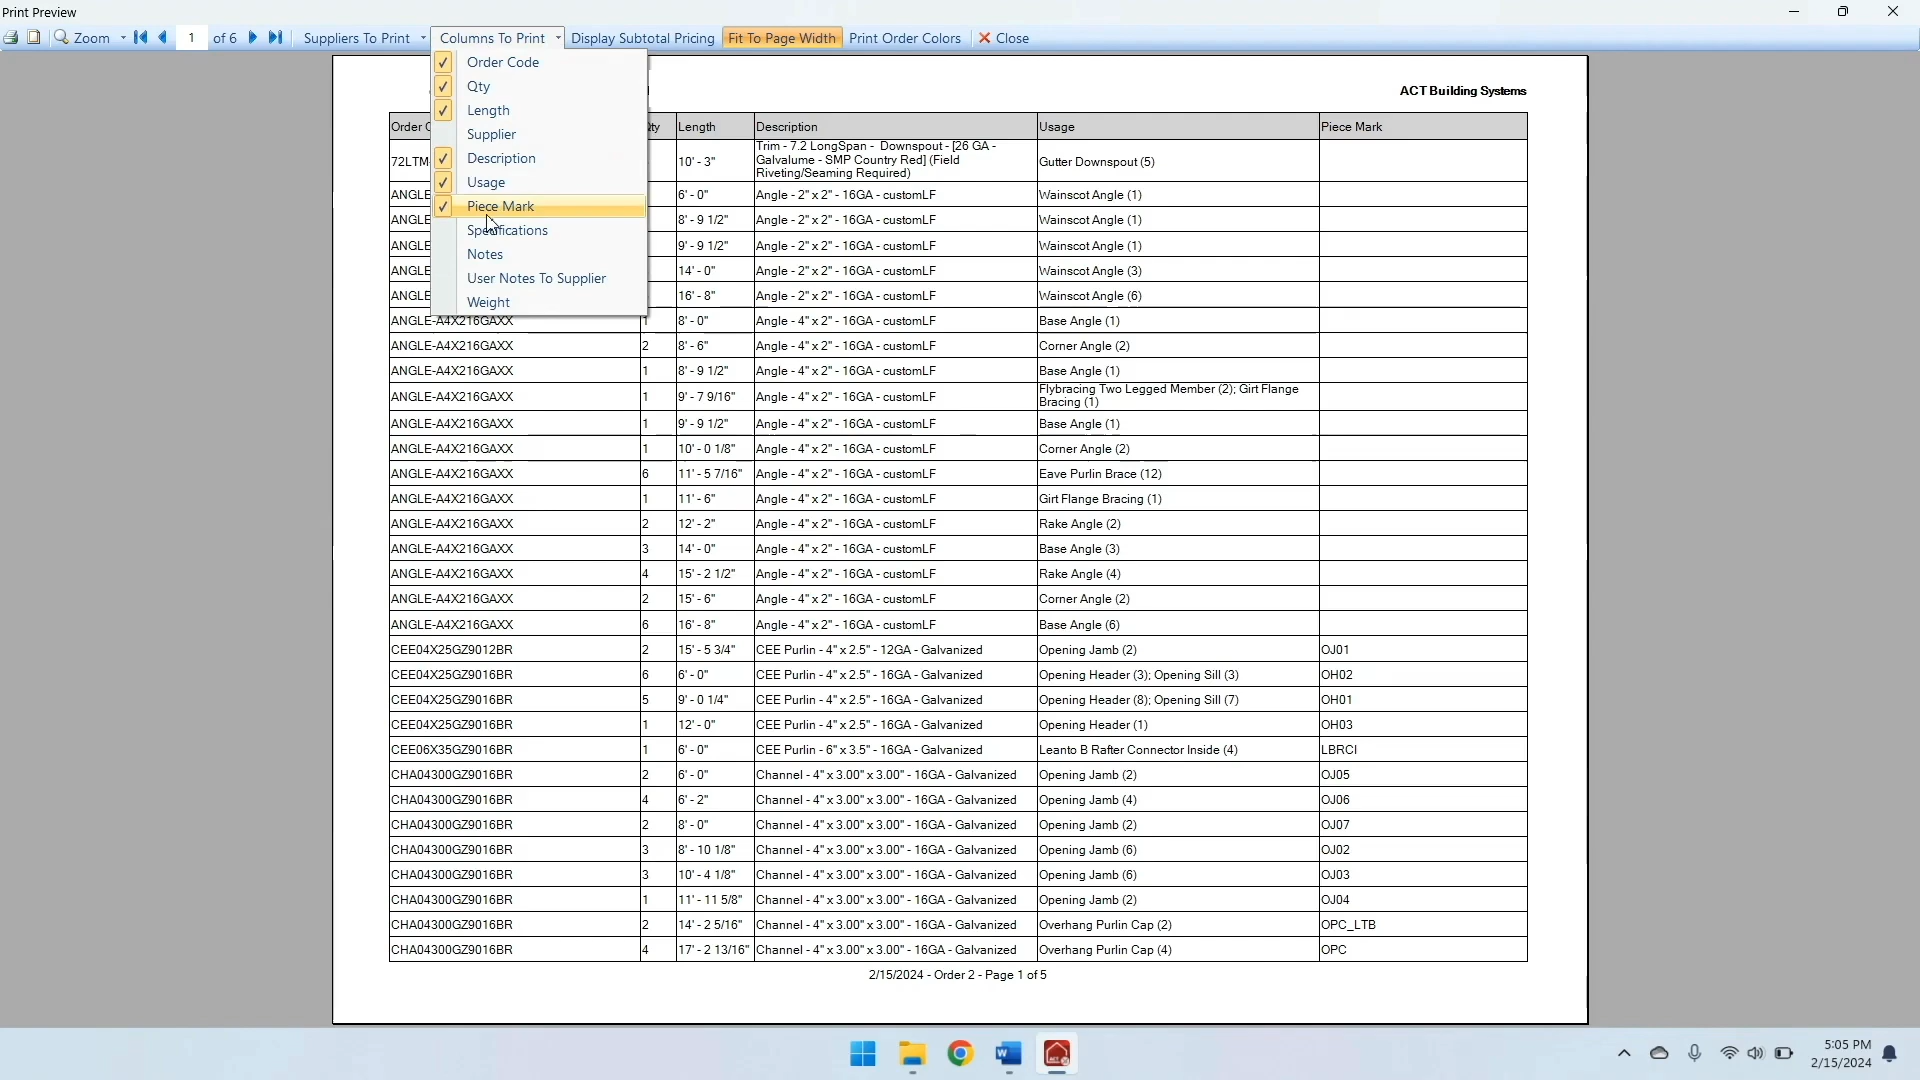 Print Preview
Zoom 1 of 6 Suppliers To Print Columns To Print Display Subtotal Pricing Fit To Page Width Print Order Colors Close
Order Code
Qty
Length
Supplier
Description
Usage
Piece Mark
Specifications
Notes
User Notes To Supplier
Weight
ACT Building Systems
Order C Qty Length Description Usage Piece Mark
72LTM 10' - 3" Trim - 7.2 LongSpan - Downspout - [26 GA - Galvalume - SMP Country Red] (Field Riveting/Seaming Required) Gutter Downspout (5)
ANGLE 6' - 0" Angle - 2" x 2" - 16GA - customLF Wainscot Angle (1)
ANGLE 8' - 9 1/2" Angle - 2" x 2" - 16GA - customLF Wainscot Angle (1)
ANGLE 9' - 9 1/2" Angle - 2" x 2" - 16GA - customLF Wainscot Angle (1)
ANGLE 14' - 0" Angle - 2" x 2" - 16GA - customLF Wainscot Angle (3)
ANGLE 16' - 8" Angle - 2" x 2" - 16GA - customLF Wainscot Angle (6)
ANGLE-A4X216GAXX 1 8' - 0" Angle - 4" x 2" - 16GA - customLF Base Angle (1)
ANGLE-A4X216GAXX 2 8' - 6" Angle - 4" x 2" - 16GA - customLF Corner Angle (2)
ANGLE-A4X216GAXX 1 8' - 9 1/2" Angle - 4" x 2" - 16GA - customLF Base Angle (1)
ANGLE-A4X216GAXX 1 9' - 7 9/16" Angle - 4" x 2" - 16GA - customLF Flybracing Two Legged Member (2); Girt Flange Bracing (1)
ANGLE-A4X216GAXX 1 9' - 9 1/2" Angle - 4" x 2" - 16GA - customLF Base Angle (1)
ANGLE-A4X216GAXX 1 10' - 0 1/8" Angle - 4" x 2" - 16GA - customLF Corner Angle (2)
ANGLE-A4X216GAXX 6 11' - 5 7/16" Angle - 4" x 2" - 16GA - customLF Eave Purlin Brace (12)
ANGLE-A4X216GAXX 1 11' - 6" Angle - 4" x 2" - 16GA - customLF Girt Flange Bracing (1)
ANGLE-A4X216GAXX 2 12' - 2" Angle - 4" x 2" - 16GA - customLF Rake Angle (2)
ANGLE-A4X216GAXX 3 14' - 0" Angle - 4" x 2" - 16GA - customLF Base Angle (3)
ANGLE-A4X216GAXX 4 15' - 2 1/2" Angle - 4" x 2" - 16GA - customLF Rake Angle (4)
ANGLE-A4X216GAXX 2 15' - 6" Angle - 4" x 2" - 16GA - customLF Corner Angle (2)
ANGLE-A4X216GAXX 6 16' - 8" Angle - 4" x 2" - 16GA - customLF Base Angle (6)
CEE04X25GZ9012BR 2 15' - 5 3/4" CEE Purlin - 4" x 2.5" - 12GA - Galvanized Opening Jamb (2) OJ01
CEE04X25GZ9016BR 6 6' - 0" CEE Purlin - 4" x 2.5" - 16GA - Galvanized Opening Header (3); Opening Sill (3) OH02
CEE04X25GZ9016BR 5 9' - 0 1/4" CEE Purlin - 4" x 2.5" - 16GA - Galvanized Opening Header (8); Opening Sill (7) OH01
CEE04X25GZ9016BR 1 12' - 0" CEE Purlin - 4" x 2.5" - 16GA - Galvanized Opening Header (1) OH03
CEE06X35GZ9016BR 1 6' - 0" CEE Purlin - 6" x 3.5" - 16GA - Galvanized Leanto B Rafter Connector Inside (4) LBRCI
CHA04300GZ9016BR 2 6' - 0" Channel - 4" x 3.00" x 3.00" - 16GA - Galvanized Opening Jamb (2) OJ05
CHA04300GZ9016BR 4 6' - 2" Channel - 4" x 3.00" x 3.00" - 16GA - Galvanized Opening Jamb (4) OJ06
CHA04300GZ9016BR 2 8' - 0" Channel - 4" x 3.00" x 3.00" - 16GA - Galvanized Opening Jamb (2) OJ07
CHA04300GZ9016BR 3 8' - 10 1/8" Channel - 4" x 3.00" x 3.00" - 16GA - Galvanized Opening Jamb (6) OJ02
CHA04300GZ9016BR 3 10' - 4 1/8" Channel - 4" x 3.00" x 3.00" - 16GA - Galvanized Opening Jamb (6) OJ03
CHA04300GZ9016BR 1 11' - 11 5/8" Channel - 4" x 3.00" x 3.00" - 16GA - Galvanized Opening Jamb (2) OJ04
CHA04300GZ9016BR 2 14' - 2 5/16" Channel - 4" x 3.00" x 3.00" - 16GA - Galvanized Overhang Purlin Cap (2) OPC_LTB
CHA04300GZ9016BR 4 17' - 2 13/16" Channel - 4" x 3.00" x 3.00" - 16GA - Galvanized Overhang Purlin Cap (4) OPC
2/15/2024 - Order 2 - Page 1 of 5
5:05 PM
2/15/2024